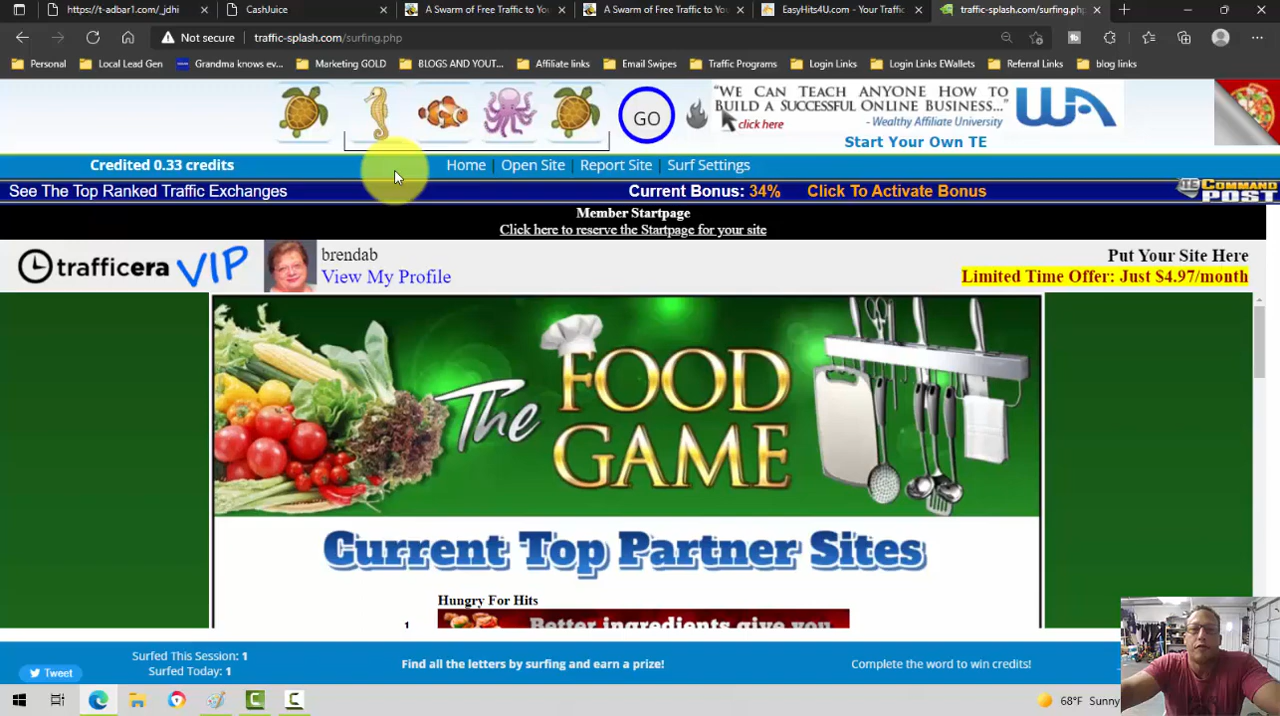 https://t-adbar1.com/_jdhi
CashJuice
A Swarm of Free Traffic to You
A Swarm of Free Traffic to You
EasyHits4U.com - Your Traffic
traffic-splash.com/surfing.php
Not secure
traffic-splash.com/surfing.php
Personal
Local Lead Gen
Grandma knows ev...
Marketing GOLD
BLOGS AND YOUT...
Affiliate links
Email Swipes
Traffic Programs
Login Links
Login Links EWallets
Referral Links
blog links
GO
"WE CAN TEACH ANYONE HOW TO
BUILD A SUCCESSFUL ONLINE BUSINESS..."
click here
- Wealthy Affiliate University
WA
Start Your Own TE
Credited 0.33 credits
Home | Open Site | Report Site | Surf Settings
See The Top Ranked Traffic Exchanges
Current Bonus: 34%
Click To Activate Bonus
TE COMMAND
POST
Member Startpage
Click here to reserve the Startpage for your site
trafficera VIP
brendab
View My Profile
Put Your Site Here
Limited Time Offer: Just $4.97/month
The FOOD
GAME
Current Top Partner Sites
Hungry For Hits
1
Better ingredients give you
Surfed This Session: 1
Surfed Today: 1
Tweet
Find all the letters by surfing and earn a prize!
Complete the word to win credits!
68°F Sunny